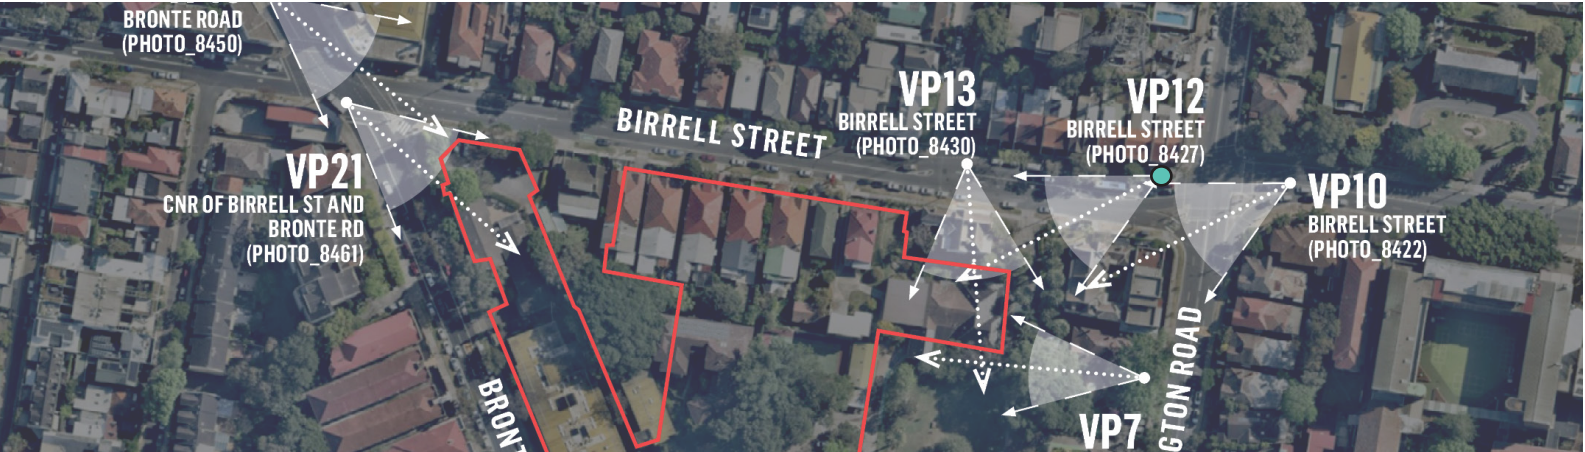 BRONTE ROAD
(PHOTO_8450)
VP21
CNR OF BIRRELL ST AND
BRONTE RD
(PHOTO_8461)
BIRRELL STREET
VP13
BIRRELL STREET
(PHOTO_8430)
VP12
BIRRELL STREET
(PHOTO_8427)
VP10
BIRRELL STREET
(PHOTO_8422)
VP7
GTON ROAD
BRONT